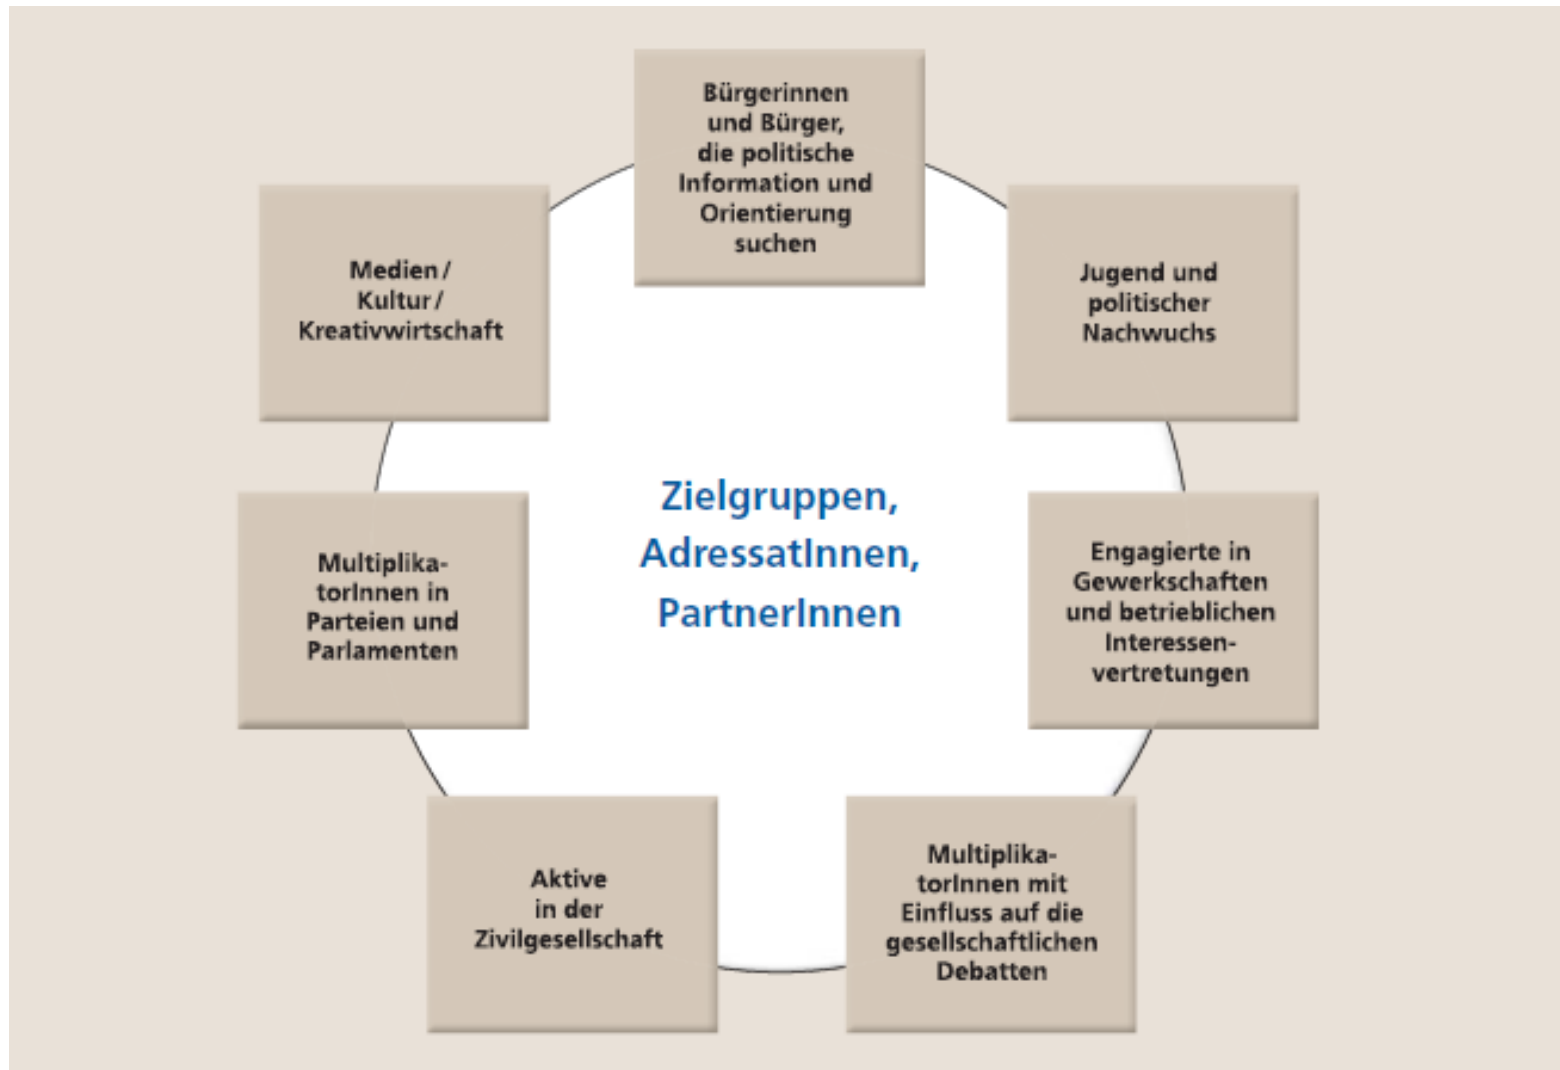 Bürgerinnen
und Bürger,
die politische
Information und
Orientierung
suchen
Medien /
Kultur /
Kreativwirtschaft
Jugend und
politischer
Nachwuchs
Zielgruppen,
AdressatInnen,
PartnerInnen
Multiplika-
torInnen in
Parteien und
Parlamenten
Engagierte in
Gewerkschaften
und betrieblichen
Interessen-
vertretungen
Aktive
in der
Zivilgesellschaft
Multiplika-
torInnen mit
Einfluss auf die
gesellschaftlichen
Debatten